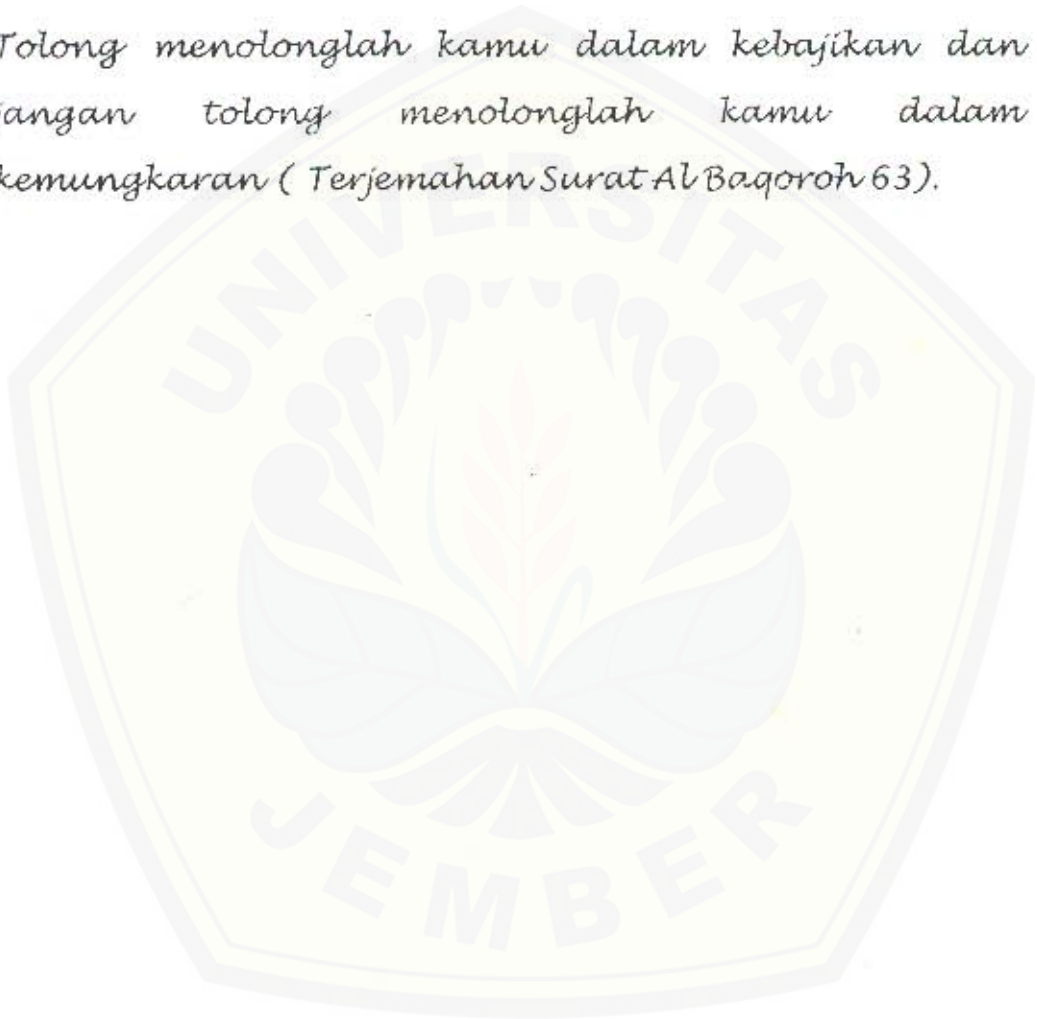 Tolong menolonglah kamu dalam kebajikan dan
jangan tolong menolonglah kamu dalam
kemungkaran ( Terjemahan Surat Al Baqoroh 63).
UNIVERSITAS
JEMBER